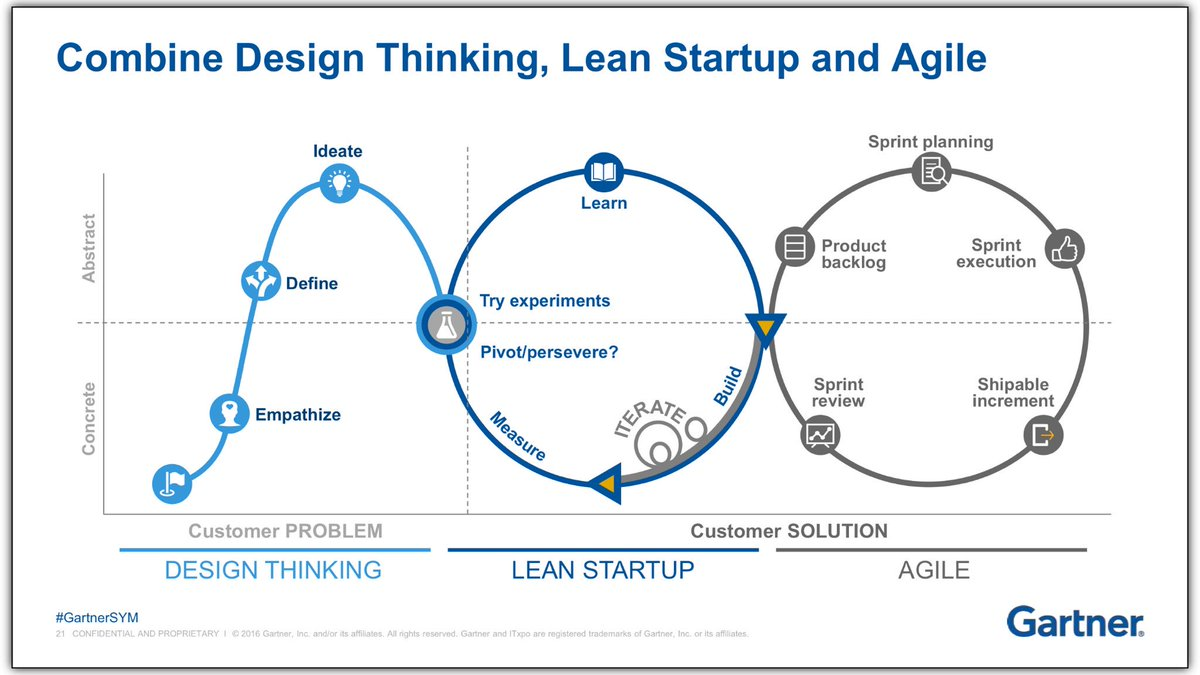 Combine Design Thinking, Lean Startup and Agile
Abstract
Concrete
Ideate
Define
Empathize
Learn
Try experiments
Pivot/persevere?
Measure
ITERATE
Build
Sprint planning
Product
backlog
Sprint
execution
Sprint
review
Shipable
increment
Customer PROBLEM
Customer SOLUTION
DESIGN THINKING
LEAN STARTUP
AGILE
#GartnerSYM
21 CONFIDENTIAL AND PROPRIETARY I © 2016 Gartner, Inc. and/or its affiliates. All rights reserved. Gartner and ITxpo are registered trademarks of Gartner, Inc. or its affiliates.
Gartner®